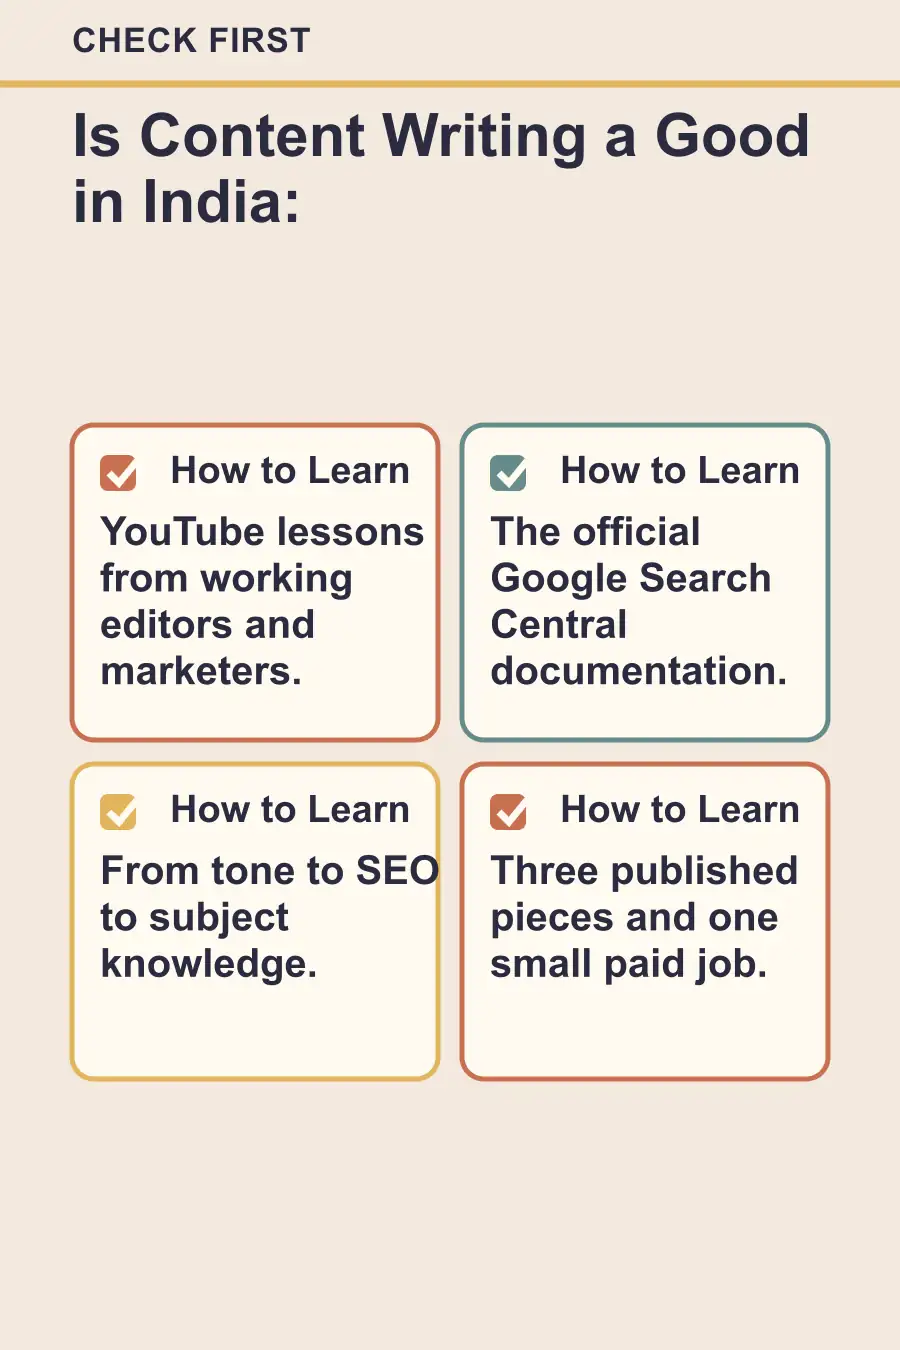 CHECK FIRST
Is Content Writing a Good
in India:
How to Learn
YouTube lessons
from working
editors and
marketers.
How to Learn
The official
Google Search
Central
documentation.
How to Learn
From tone to SEO
to subject
knowledge.
How to Learn
Three published
pieces and one
small paid job.